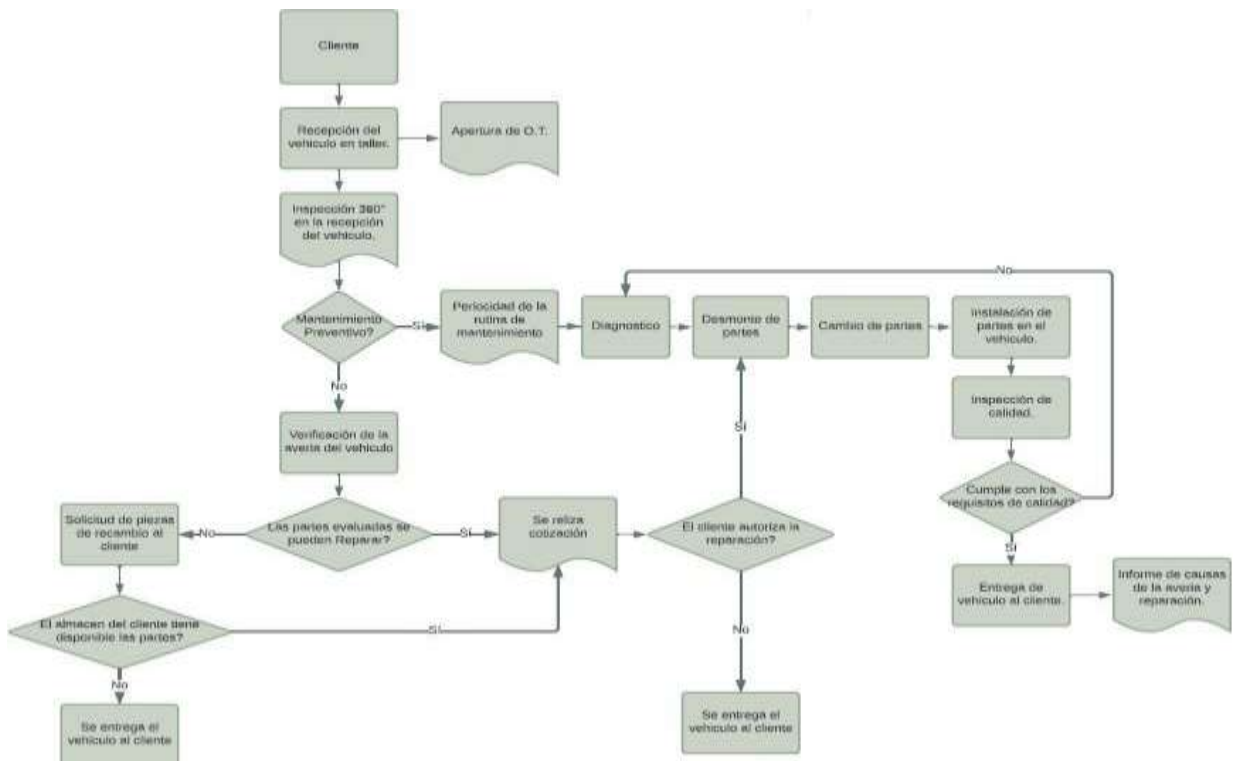 Cliente
Recepción del
vehiculo en taller.
Apertura de O.T.
Inspección 360°
en la recepción
del vehiculo.
No
Mantenimiento
Preventivo?
Si
Periocidad de la
rutina de
mantenimiento
Diagnostico
Desmonte de
partes
Cambio de partes
Instalación de
partes en el
vehiculo.
No
Inspección de
calidad.
Verificación de la
averia del vehiculo
Si
Cumple con los
requisitos de calidad?
Solicitud de piezas
de recambio al
cliente
No
Las partes evaluadas se
pueden Reparar?
Si
Se reliza
cotización
El cliente autoriza la
reparación?
Si
Entrega de
vehiculo al cliente.
Informe de causas
de la averia y
reparación.
El almacen del cliente tiene
disponible las partes?
Si
No
No
Se entrega el
vehiculo al cliente
Se entrega el
vehiculo al cliente